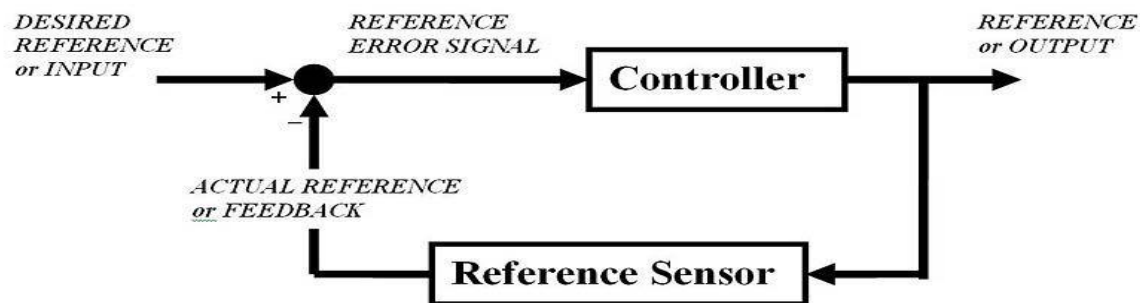 DESIRED
REFERENCE
or INPUT
REFERENCE
ERROR SIGNAL
REFERENCE
or OUTPUT
Controller
+
–
ACTUAL REFERENCE
or FEEDBACK
Reference Sensor